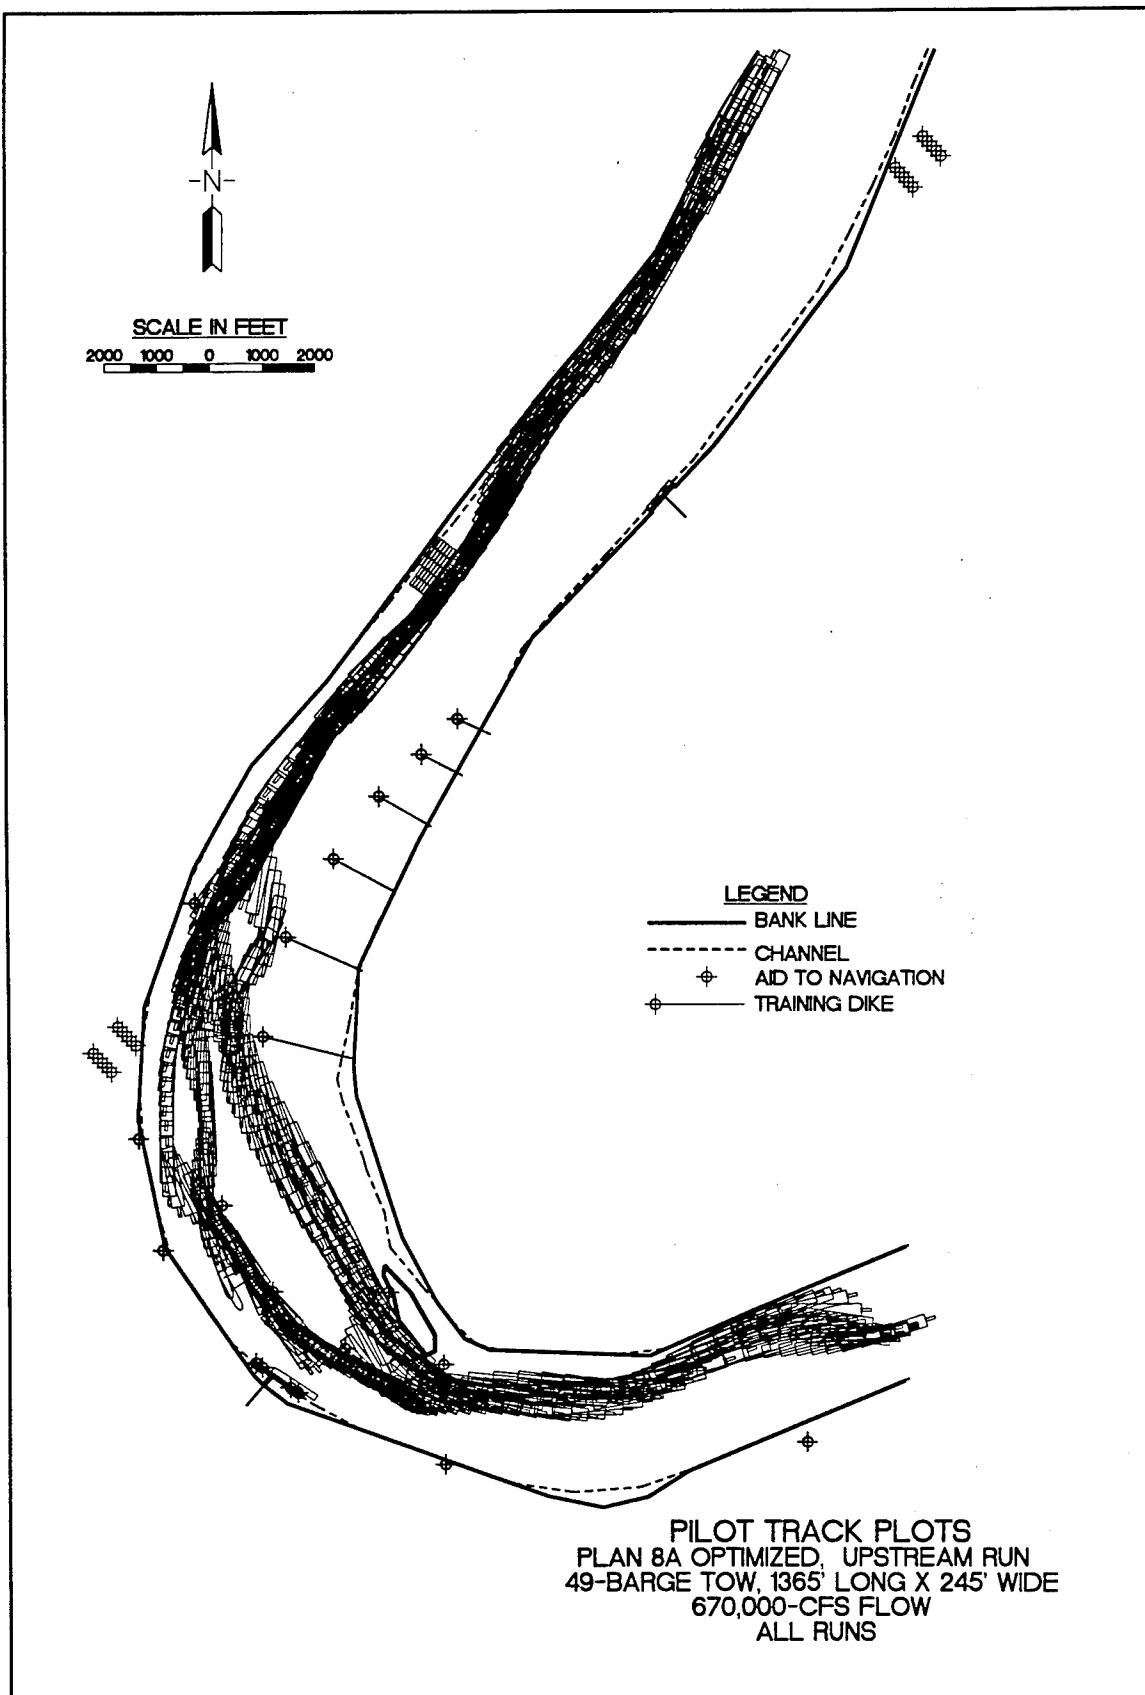 -N-
SCALE IN FEET
2000 1000 0 1000 2000
LEGEND
BANK LINE
CHANNEL
AID TO NAVIGATION
TRAINING DIKE
PILOT TRACK PLOTS
PLAN 8A OPTIMIZED, UPSTREAM RUN
49-BARGE TOW, 1365' LONG X 245' WIDE
670,000-CFS FLOW
ALL RUNS